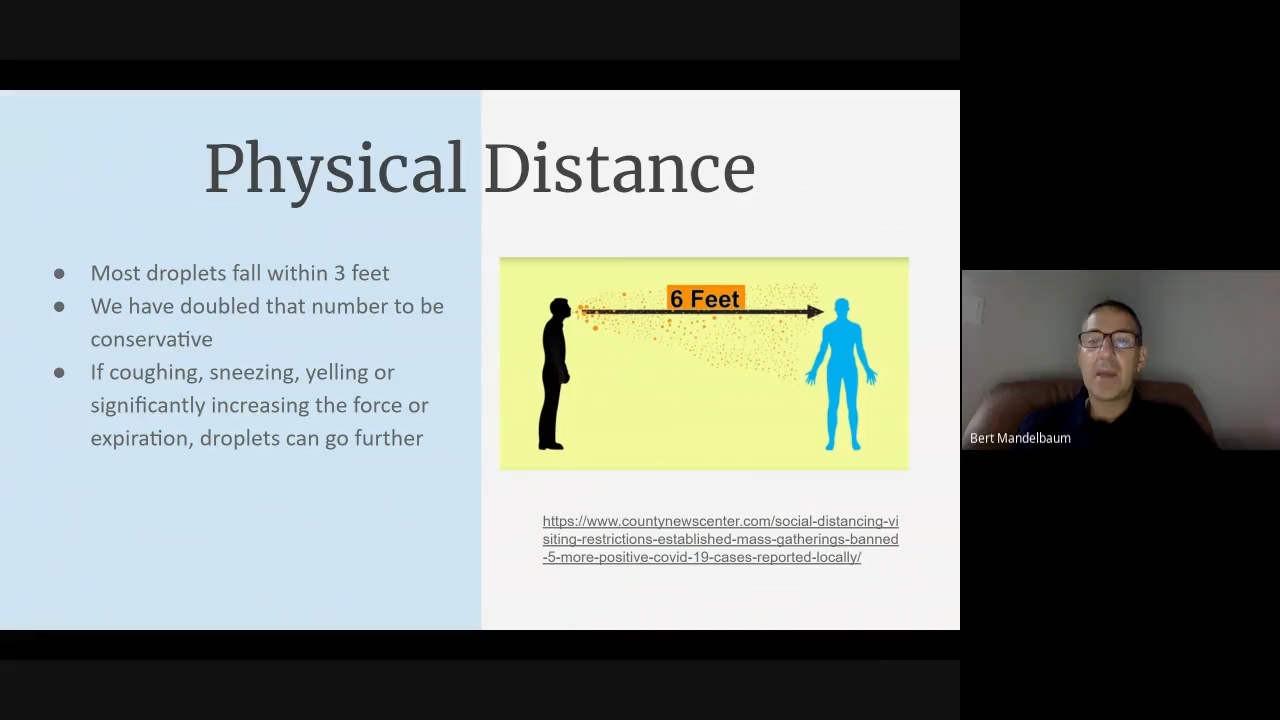 Physical Distance
● Most droplets fall within 3 feet
● We have doubled that number to be
conservative
● If coughing, sneezing, yelling or
significantly increasing the force or
expiration, droplets can go further
6 Feet
https://www.countynewscenter.com/social-distancing-vi
siting-restrictions-established-mass-gatherings-banned
-5-more-positive-covid-19-cases-reported-locally/
Bert Mandelbaum